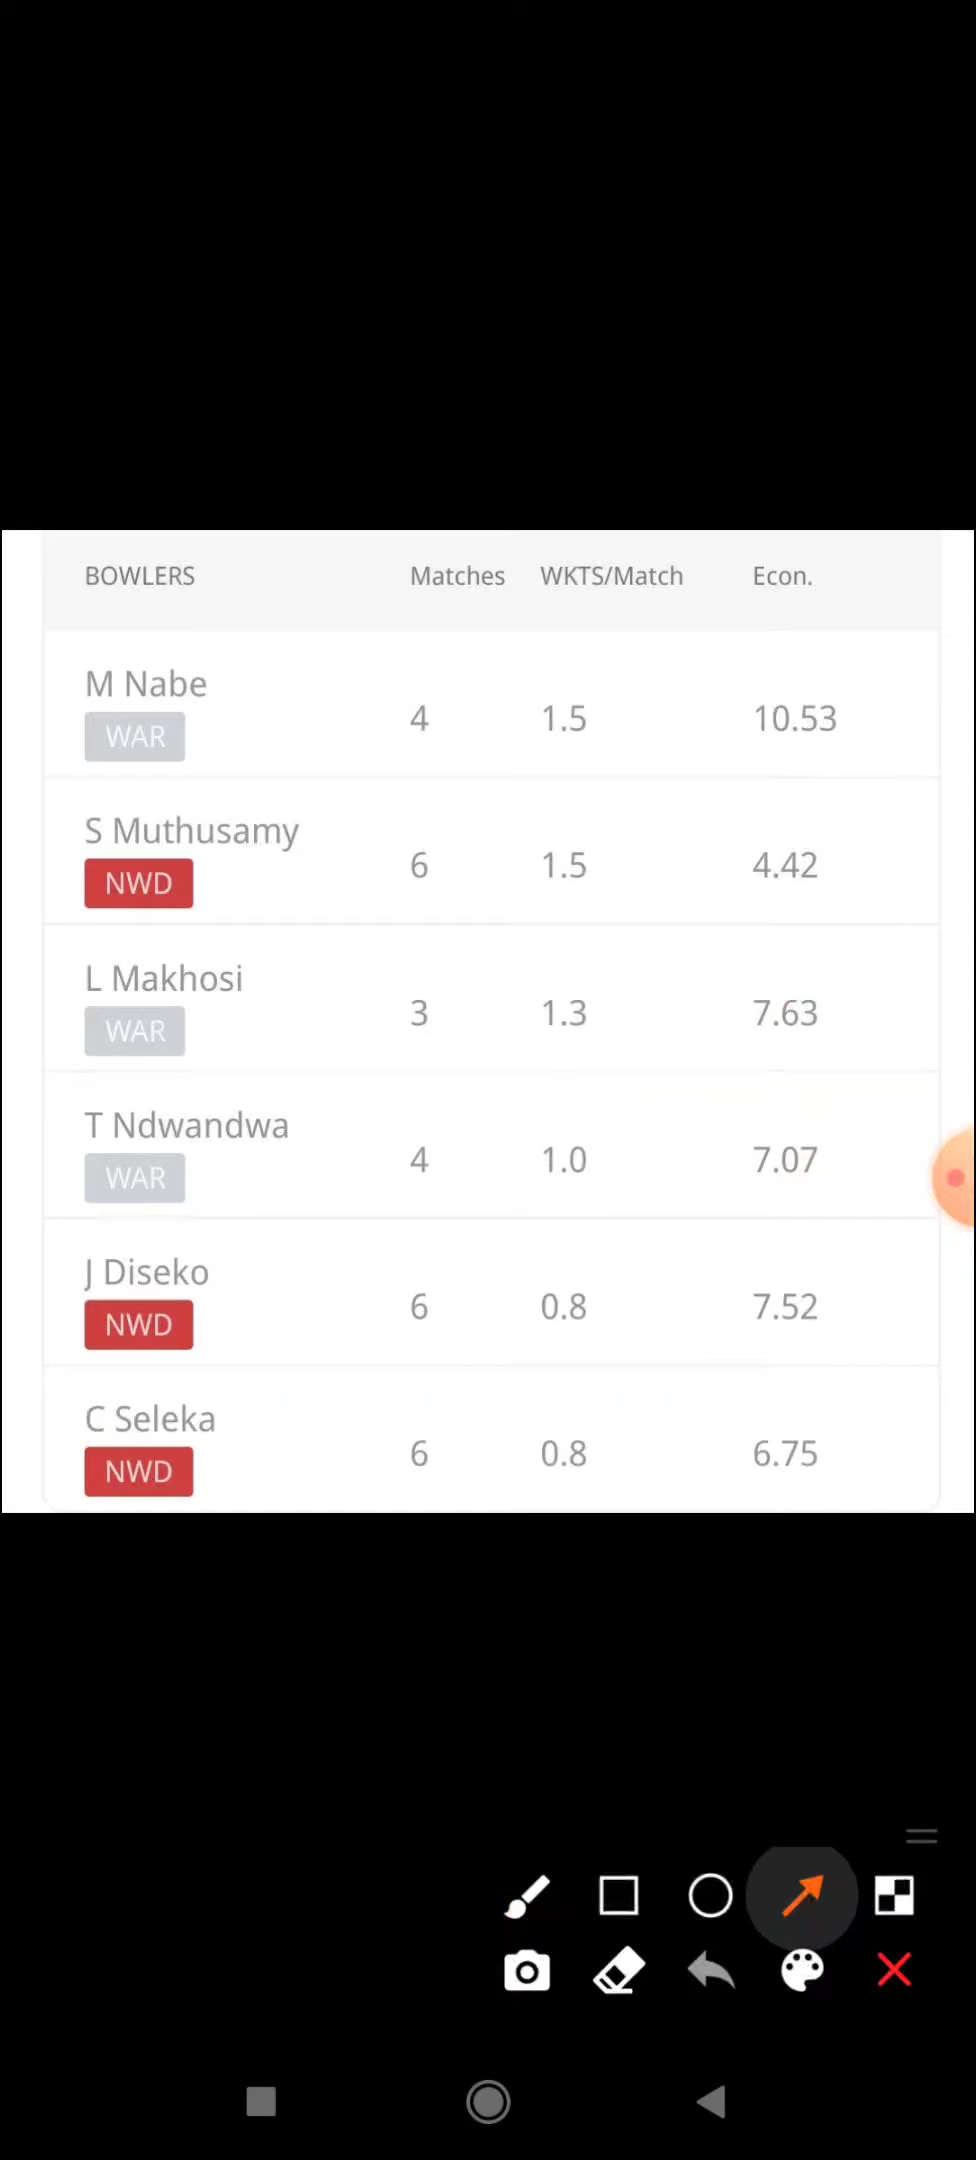 BOWLERS Matches WKTS/Match Econ.
M Nabe
WAR 4 1.5 10.53
S Muthusamy
NWD 6 1.5 4.42
L Makhosi
WAR 3 1.3 7.63
T Ndwandwa
WAR 4 1.0 7.07
J Diseko
NWD 6 0.8 7.52
C Seleka
NWD 6 0.8 6.75